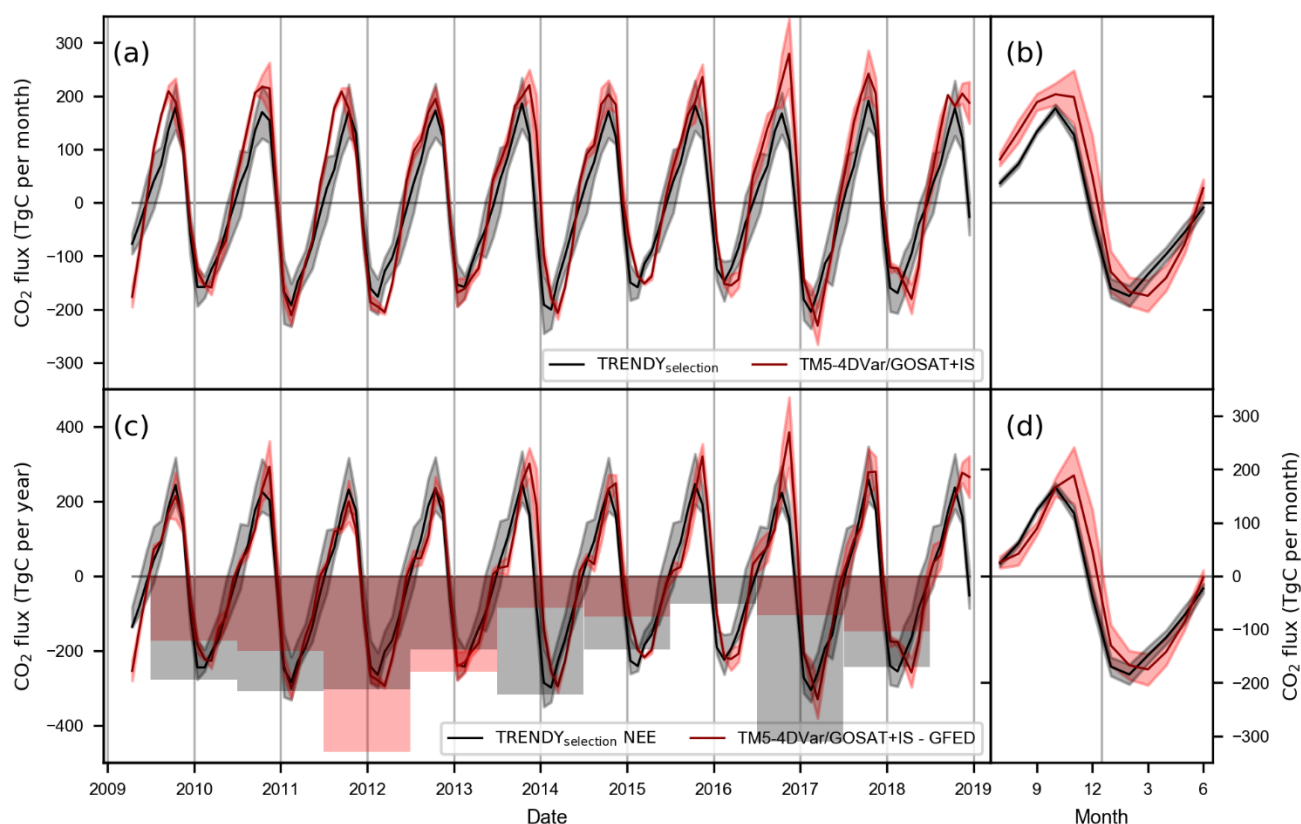 (a)
(b)
CO₂ flux (TgC per month)
300
200
100
0
−100
−200
−300
TRENDYselection
TM5-4DVar/GOSAT+IS
(c)
(d)
CO₂ flux (TgC per year)
400
200
0
−200
−400
TRENDYselection NEE
TM5-4DVar/GOSAT+IS - GFED
300
200
100
0
−100
−200
−300
CO₂ flux (TgC per month)
2009 2010 2011 2012 2013 2014 2015 2016 2017 2018 2019
Date
9 12 3 6
Month